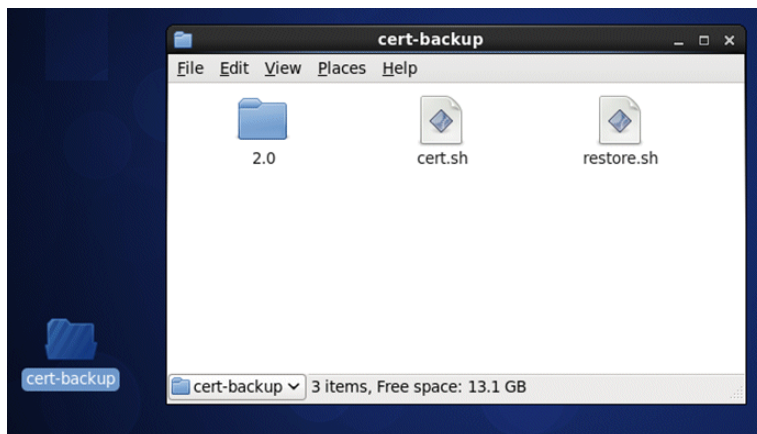 cert-backup
File Edit View Places Help
2.0 cert.sh restore.sh
cert-backup
cert-backup 3 items, Free space: 13.1 GB